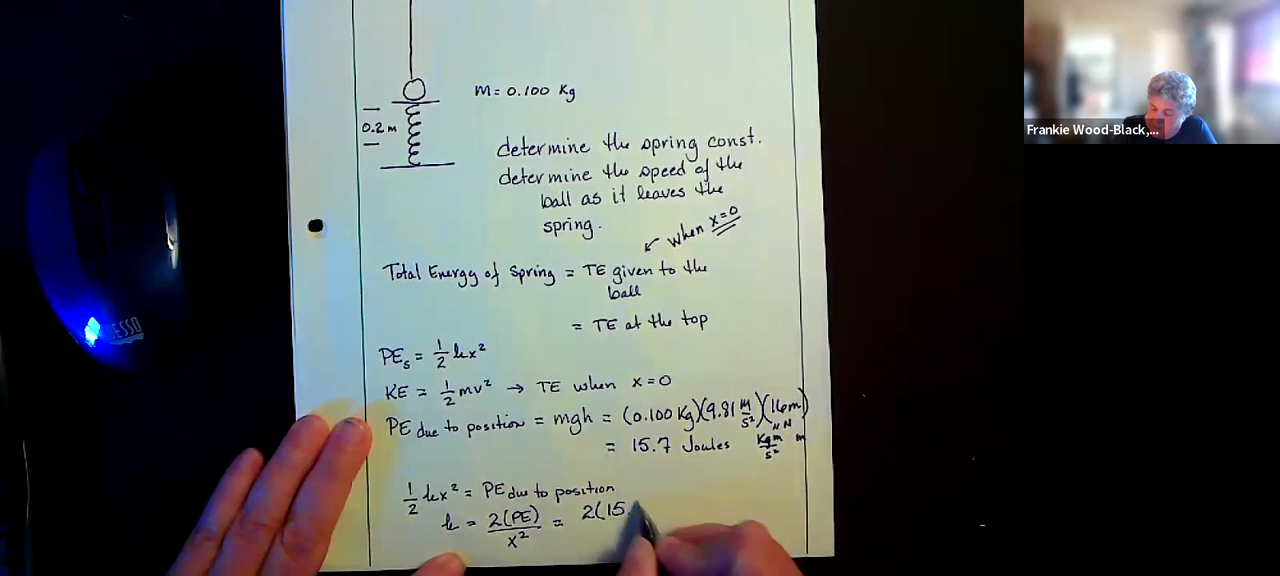 m = 0.100 Kg
0.2 m
determine the spring const.
determine the speed of the
ball as it leaves the
spring.
↙ when x=0
Total Energy of Spring = TE given to the
ball
= TE at the top
PEs = 1/2 kx²
KE = 1/2 mv² → TE when x=0
PE due to position = mgh = (0.100 Kg)(9.81 m/s²)(16m)
N
= 15.7 Joules Kgm/s² m
1/2 kx² = PE due to position
k = 2(PE)/x² = 2(15.
Frankie Wood-Black,...